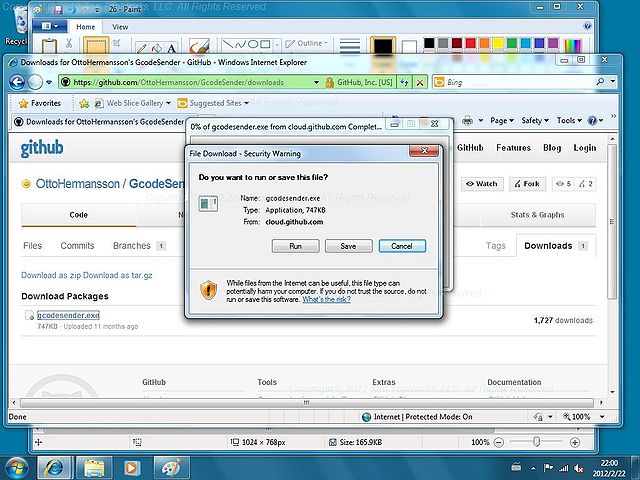 Copyright © 2012
LLC. All Rights Reserved
26 - Paint
Home
View
Outline
Downloads for OttoHermansson's GcodeSender - GitHub - Windows Internet Explorer
https://github.com/OttoHermansson/GcodeSender/downloads
GitHub, Inc. [US]
Bing
Favorites
Web Slice Gallery
Suggested Sites
Downloads for OttoHermansson's GcodeSender
Page
Safety
Tools
0% of gcodesender.exe from cloud.github.com Complet...
github
GitHub
Features
Blog
Login
File Download - Security Warning
Do you want to run or save this file?
Name: gcodesender.exe
Type: Application, 747KB
From: cloud.github.com
Run
Save
Cancel
While files from the Internet can be useful, this file type can
potentially harm your computer. If you do not trust the source, do not
run or save this software. What's the risk?
OttoHermansson / GcodeSen
Watch
Fork
5
2
Code
Stats & Graphs
Files
Commits
Branches 1
Tags
Downloads 1
Download as zip Download as tar.gz
Download Packages
gcodesender.exe
747KB · Uploaded 11 months ago
1,727 downloads
GitHub
Tools
Extras
Documentation
Done
Internet | Protected Mode: On
100%
1024 × 768px
Size: 165.9KB
100%
22:00
2012/2/22